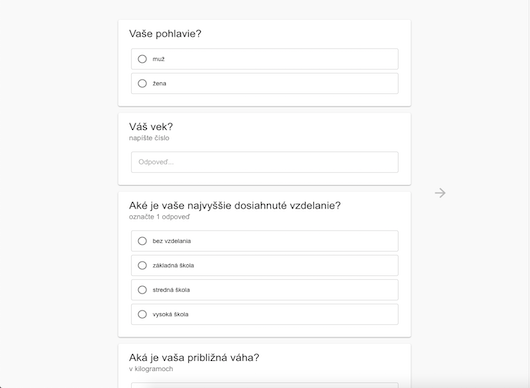 Vaše pohlavie?
muž
žena
Váš vek?
napíšte číslo
Odpoveď...
Aké je vaše najvyššie dosiahnuté vzdelanie?
označte 1 odpoveď
bez vzdelania
základná škola
stredná škola
vysoká škola
Aká je vaša približná váha?
v kilogramoch